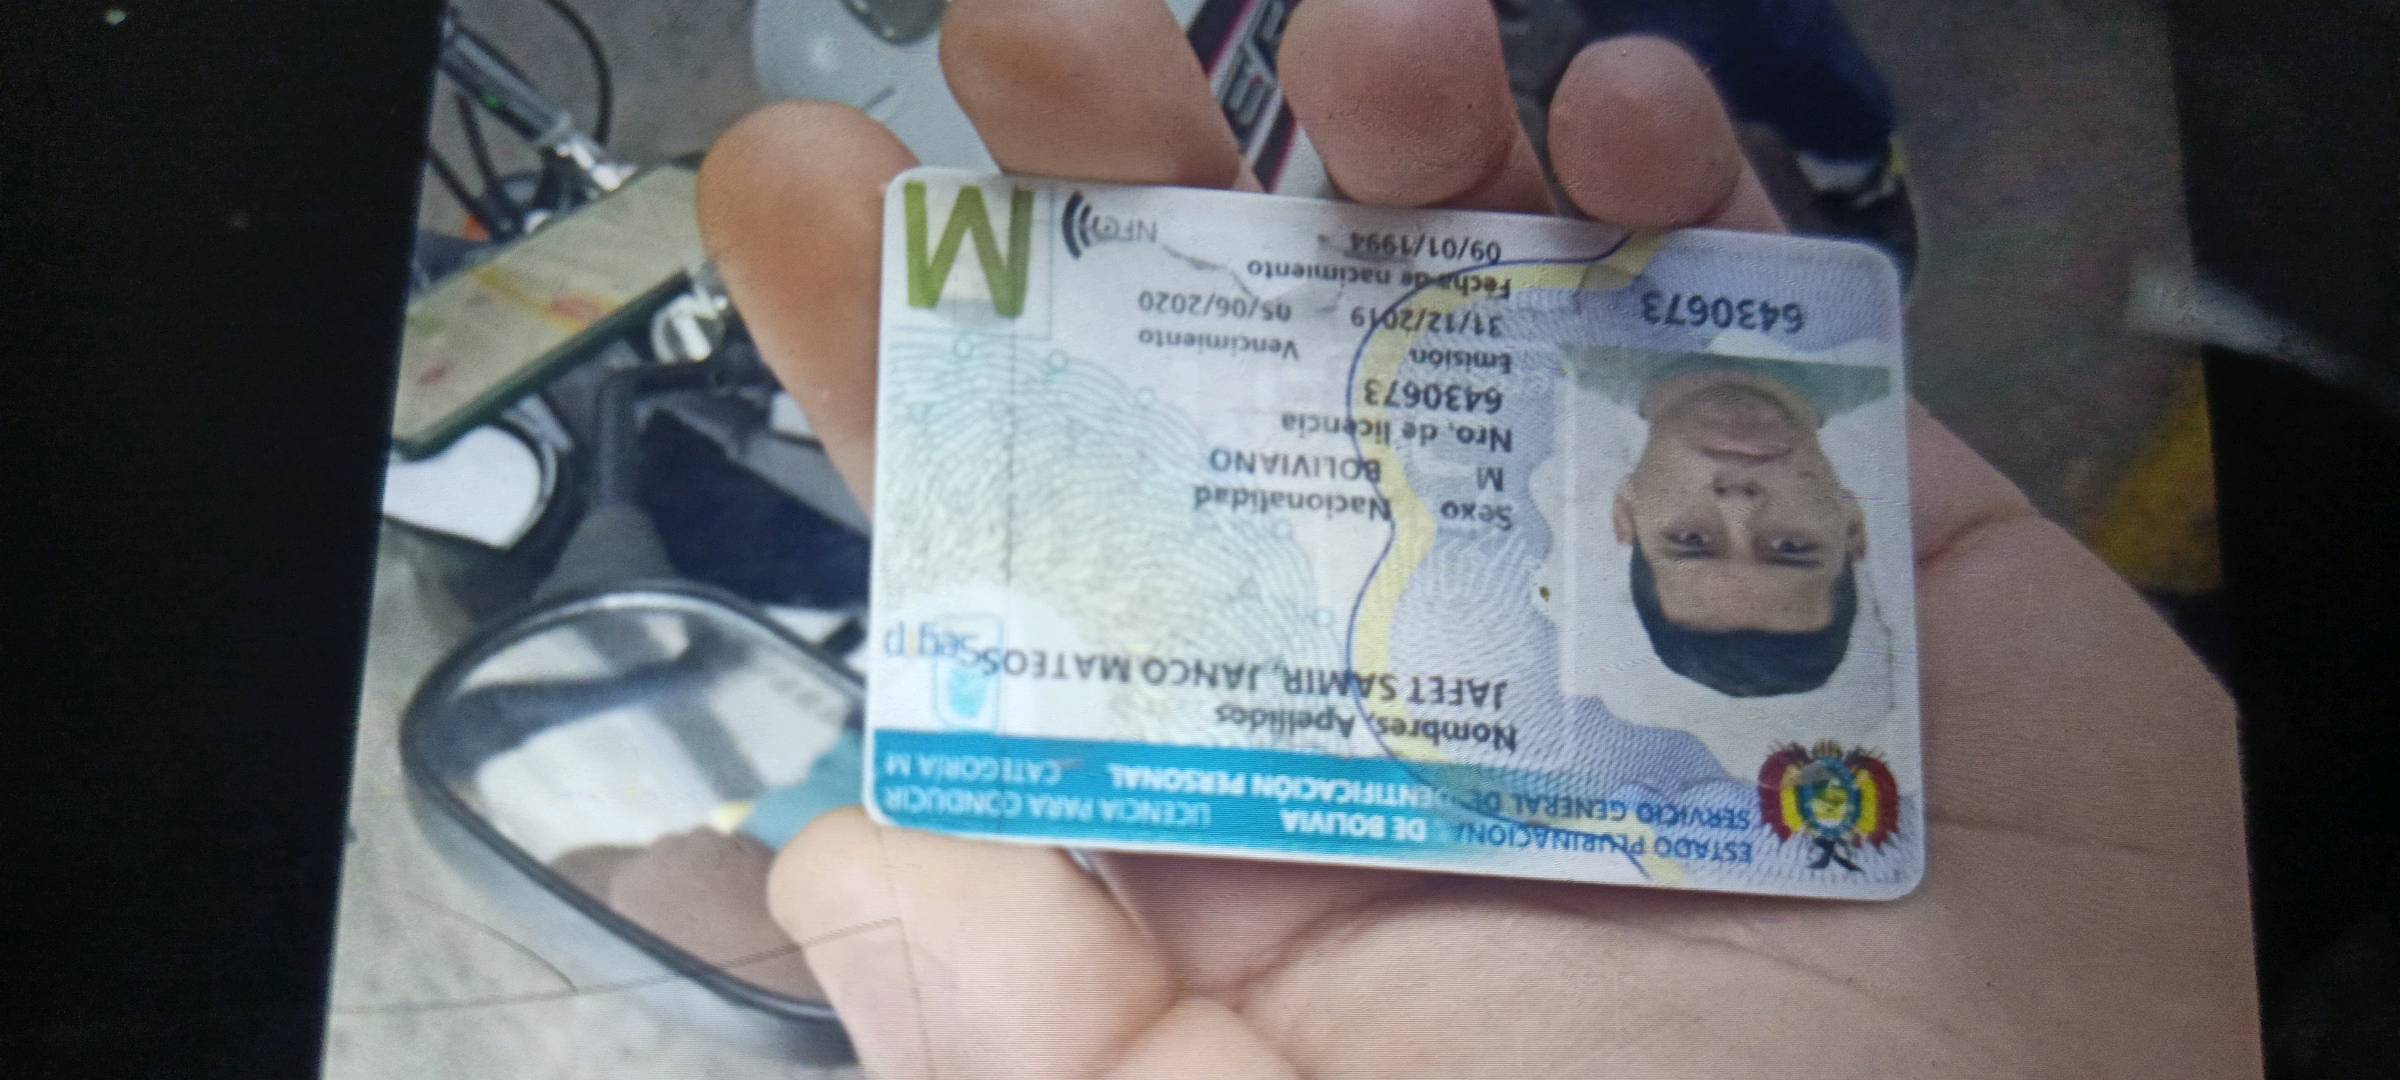 ESTADO PLURINACIONAL DE BOLIVIA LICENCIA PARA CONDUCIR
SERVICIO GENERAL DE IDENTIFICACIÓN PERSONAL CATEGORÍA M
Nombres, Apellidos
JAFET SAMIR, JANCO MATEOS
Segip
Sexo Nacionalidad
M BOLIVIANO
Nro. de licencia
6430673
Emisión Vencimiento
31/12/2019 05/06/2020
Fecha de nacimiento
09/01/1994
6430673
NFC
M